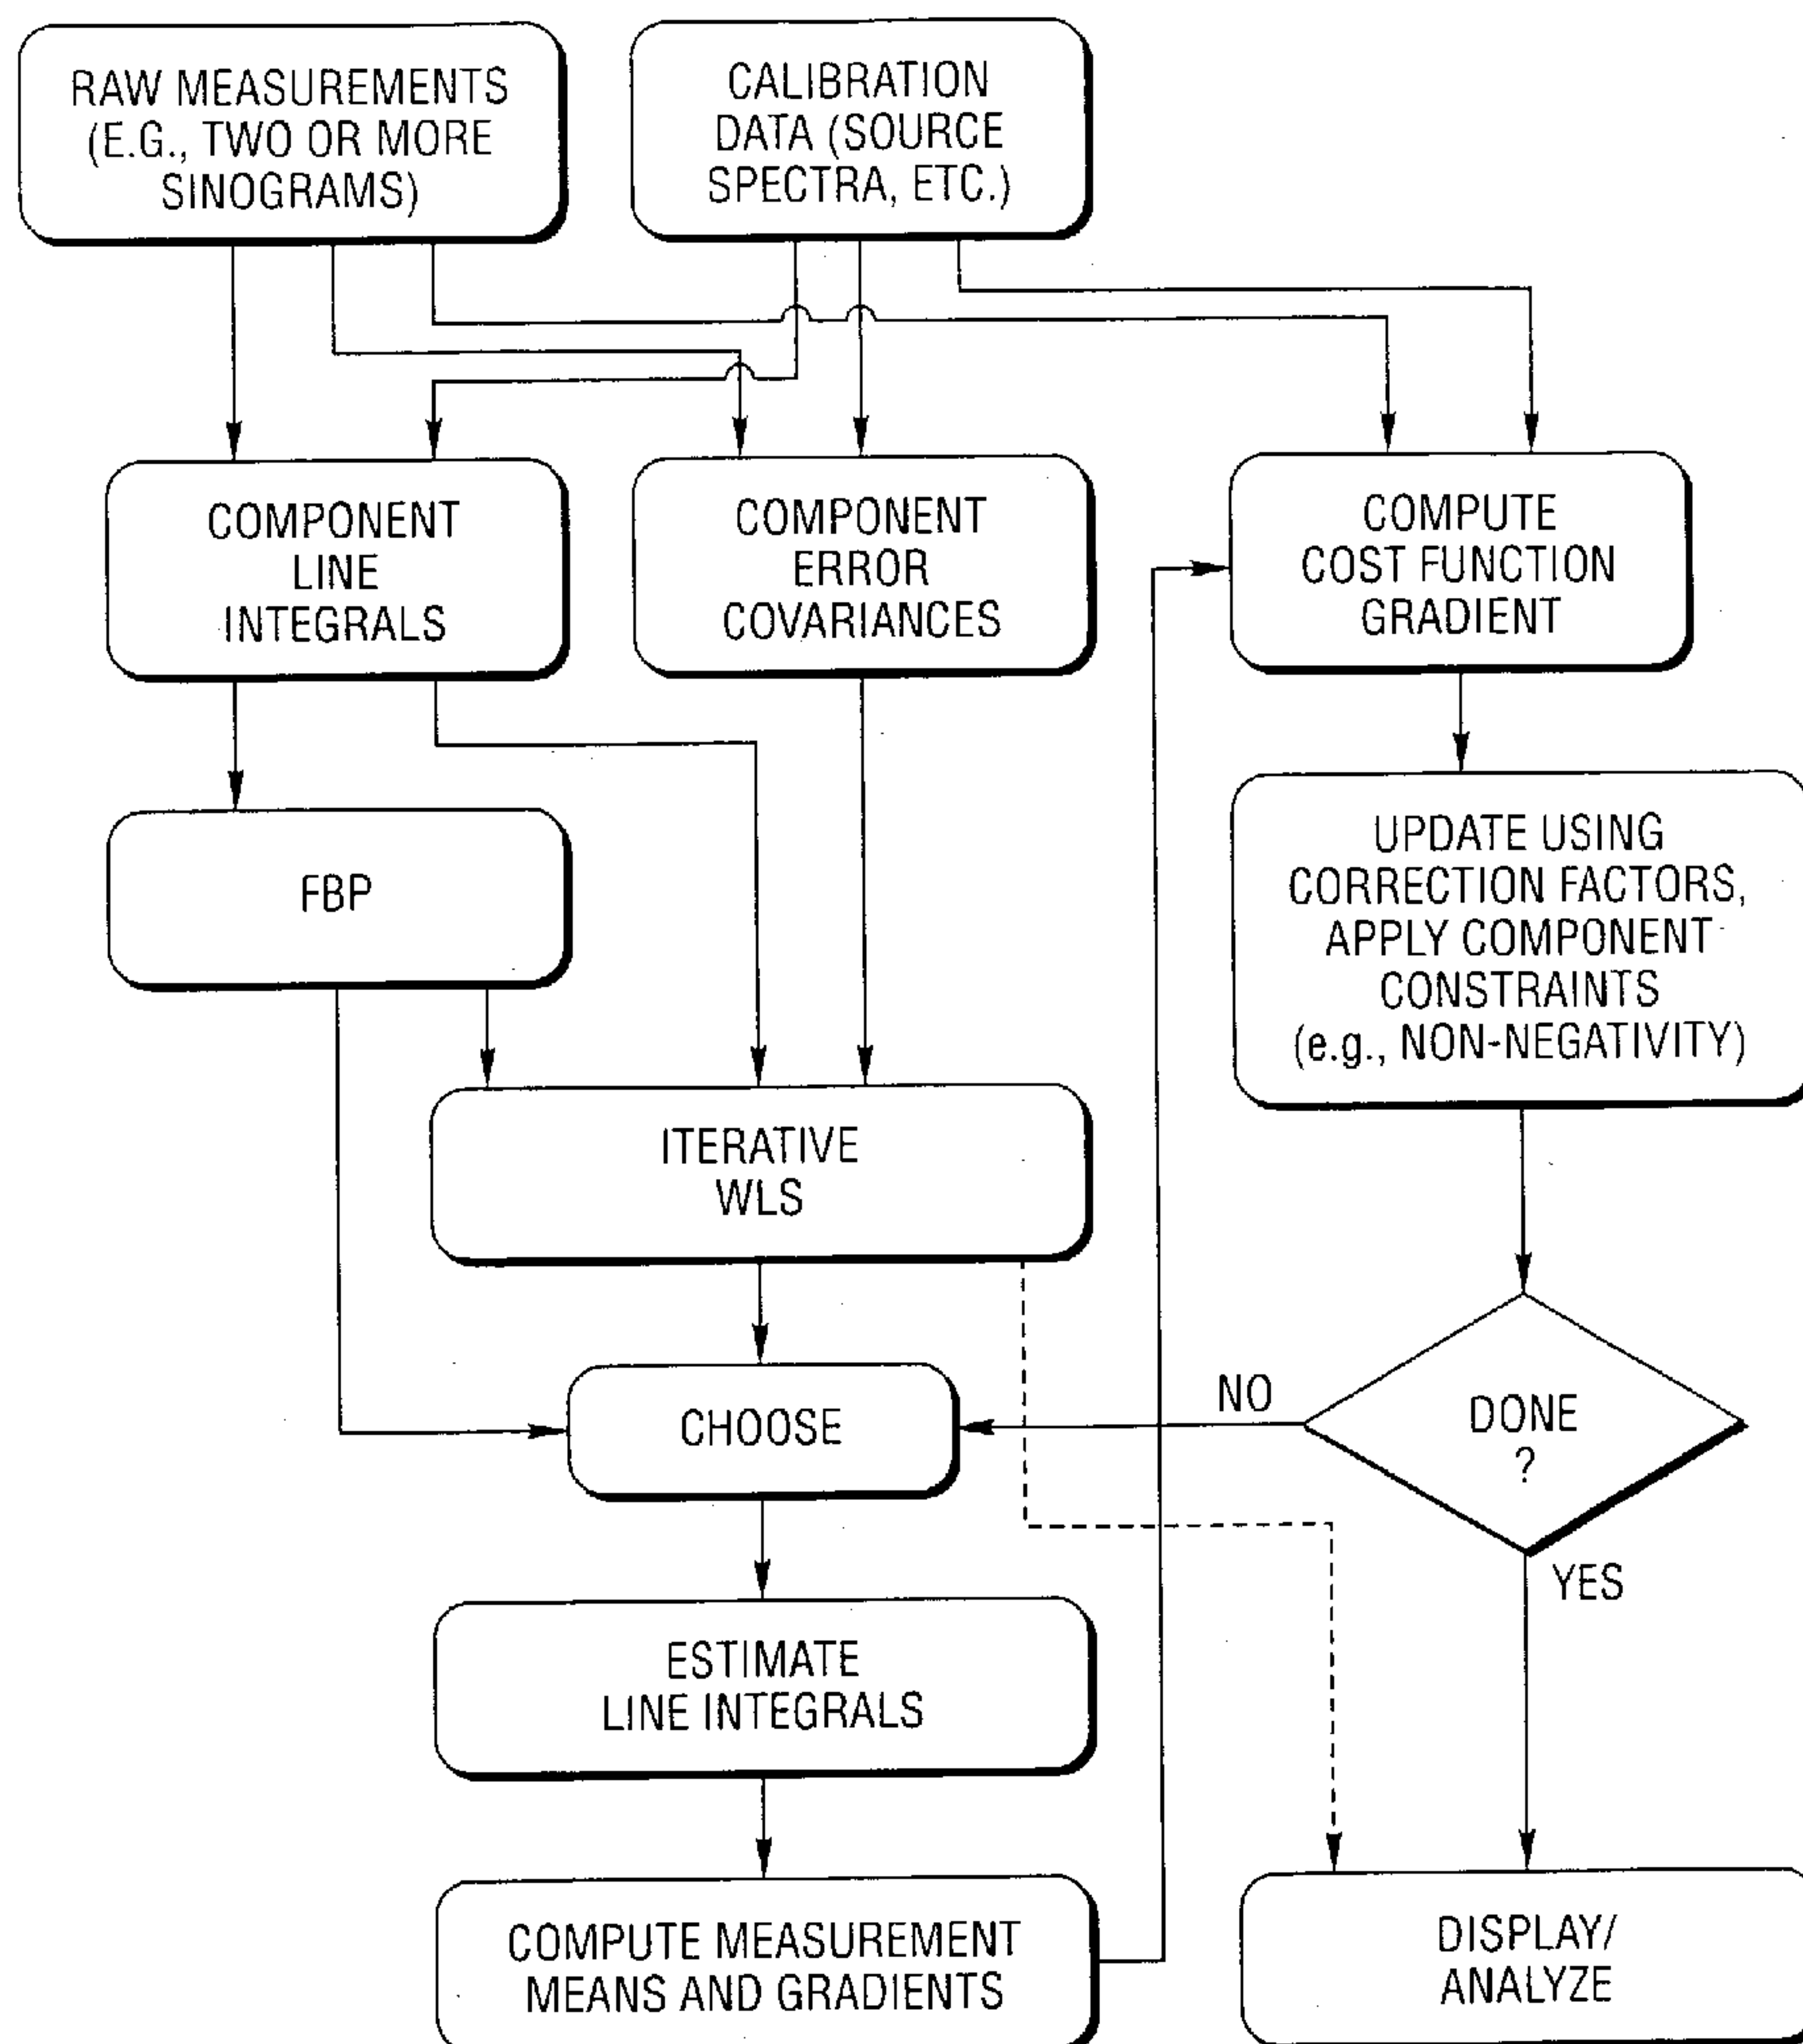 RAW MEASUREMENTS
(E.G., TWO OR MORE
SINOGRAMS)
CALIBRATION
DATA (SOURCE
SPECTRA, ETC.)
COMPONENT
LINE
INTEGRALS
COMPONENT
ERROR
COVARIANCES
COMPUTE
COST FUNCTION
GRADIENT
FBP
UPDATE USING
CORRECTION FACTORS,
APPLY COMPONENT
CONSTRAINTS
(e.g., NON-NEGATIVITY)
ITERATIVE
WLS
CHOOSE
NO
DONE
?
YES
ESTIMATE
LINE INTEGRALS
COMPUTE MEASUREMENT
MEANS AND GRADIENTS
DISPLAY/
ANALYZE